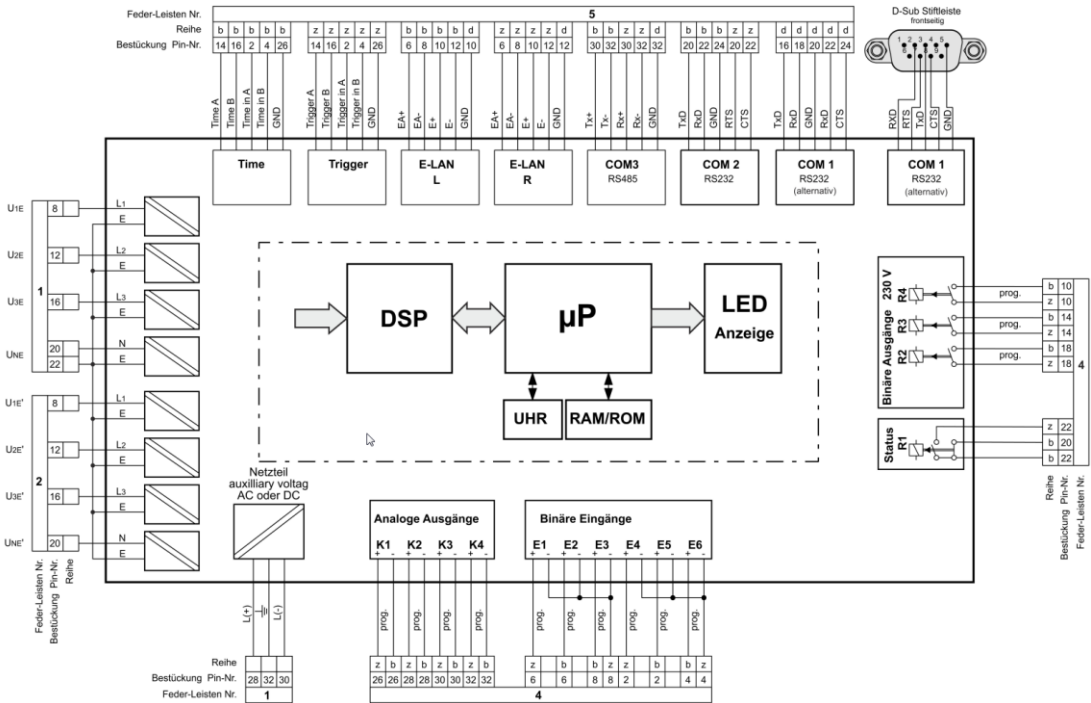 Feder-Leisten Nr. 5
Reihe b b b b b z z z z z b b b b d z z z z d b b z z d b b b z z d d d d d
Bestückung Pin-Nr. 14 16 2 4 26 14 16 2 4 26 6 8 10 12 10 6 8 10 12 12 30 32 30 32 32 20 22 24 20 22 16 18 20 22 24
D-Sub Stiftleiste
frontseitig
1 2 3 4 5
6 7 8 9
Time A Time B Time in A Time in B GND
Trigger A Trigger B Trigger in A Trigger in B GND
EA+ EA- E+ E- GND
EA+ EA- E+ E- GND
Tx+ Tx- Rx+ Rx- GND
TxD RxD GND RTS CTS
TxD RxD GND RxD CTS
RXD RTS TxD CTS GND
Time
Trigger
E-LAN
L
E-LAN
R
COM3
RS485
COM 2
RS232
COM 1
RS232
(alternativ)
COM 1
RS232
(alternativ)
U1E 8 L1
E
U2E 12 L2
E
1
U3E 16 L3
E
UNE 20 N
22 E
U1E' 8 L1
E
U2E' 12 L2
E
2
U3E' 16 L3
E
UNE' 20 N
E
Feder-Leisten Nr.
Bestückung Pin-Nr.
Reihe
DSP
µP
LED
Anzeige
UHR
RAM/ROM
Binäre Ausgänge 230 V
R4
R3
R2
prog.
prog.
prog.
b 10
z 10
b 14
z 14
b 18
z 18
4
Status
R1
z 22
b 20
b 22
Reihe
Bestückung Pin-Nr.
Feder-Leisten Nr.
Netzteil
auxilliary voltag
AC oder DC
L(+) L(-)
Analoge Ausgänge
K1 K2 K3 K4
+ - + - + - + -
prog. prog. prog. prog.
Binäre Eingänge
E1 E2 E3 E4 E5 E6
+ - + - + - + - + - + -
prog. prog. prog. prog. prog. prog.
Reihe z b z b z b z b z b b z z b b z
Bestückung Pin-Nr. 28 32 30 26 26 28 28 30 30 32 32 6 6 8 8 2 2 4 4
Feder-Leisten Nr. 1 4